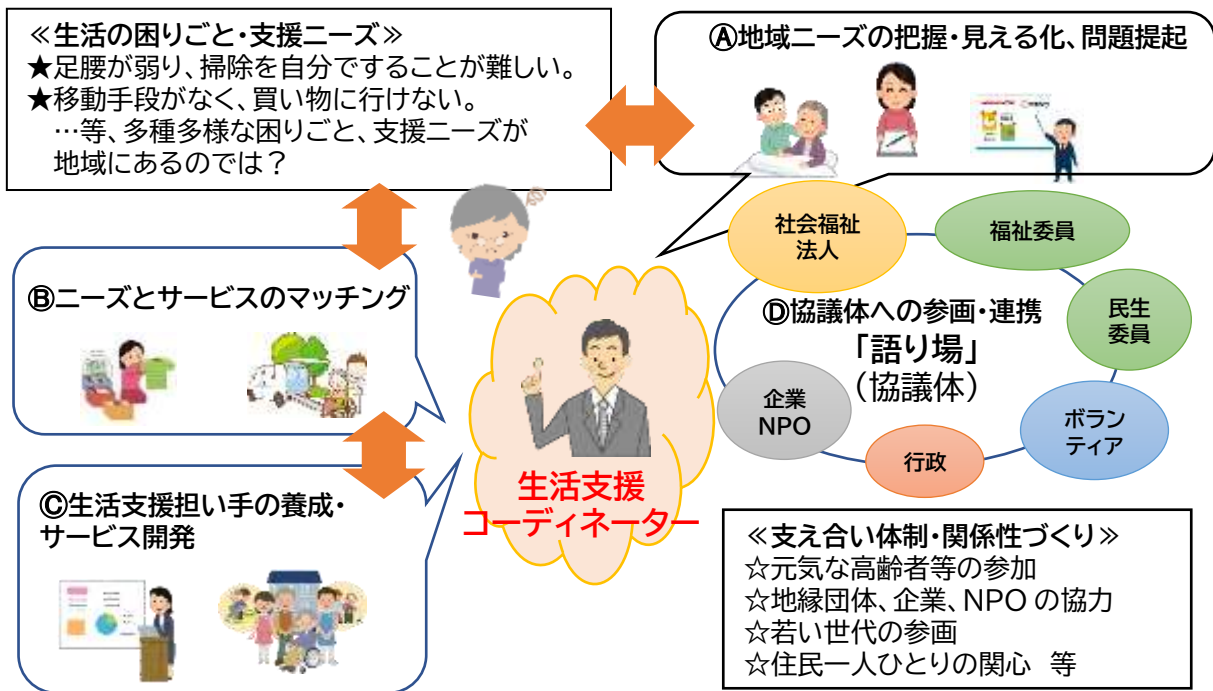 ≪生活の困りごと・支援ニーズ≫
★足腰が弱り、掃除を自分ですることが難しい。
★移動手段がなく、買い物に行けない。
…等、多種多様な困りごと、支援ニーズが
地域にあるのでは？
Ⓐ地域ニーズの把握・見える化、問題提起
Ⓑニーズとサービスのマッチング
Ⓒ生活支援担い手の養成・
サービス開発
生活支援
コーディネーター
社会福祉
法人
福祉委員
民生
委員
ボラン
ティア
行政
企業
NPO
Ⓓ協議体への参画・連携
「語り場」
（協議体）
≪支え合い体制・関係性づくり≫
☆元気な高齢者等の参加
☆地縁団体、企業、NPO の協力
☆若い世代の参画
☆住民一人ひとりの関心 等